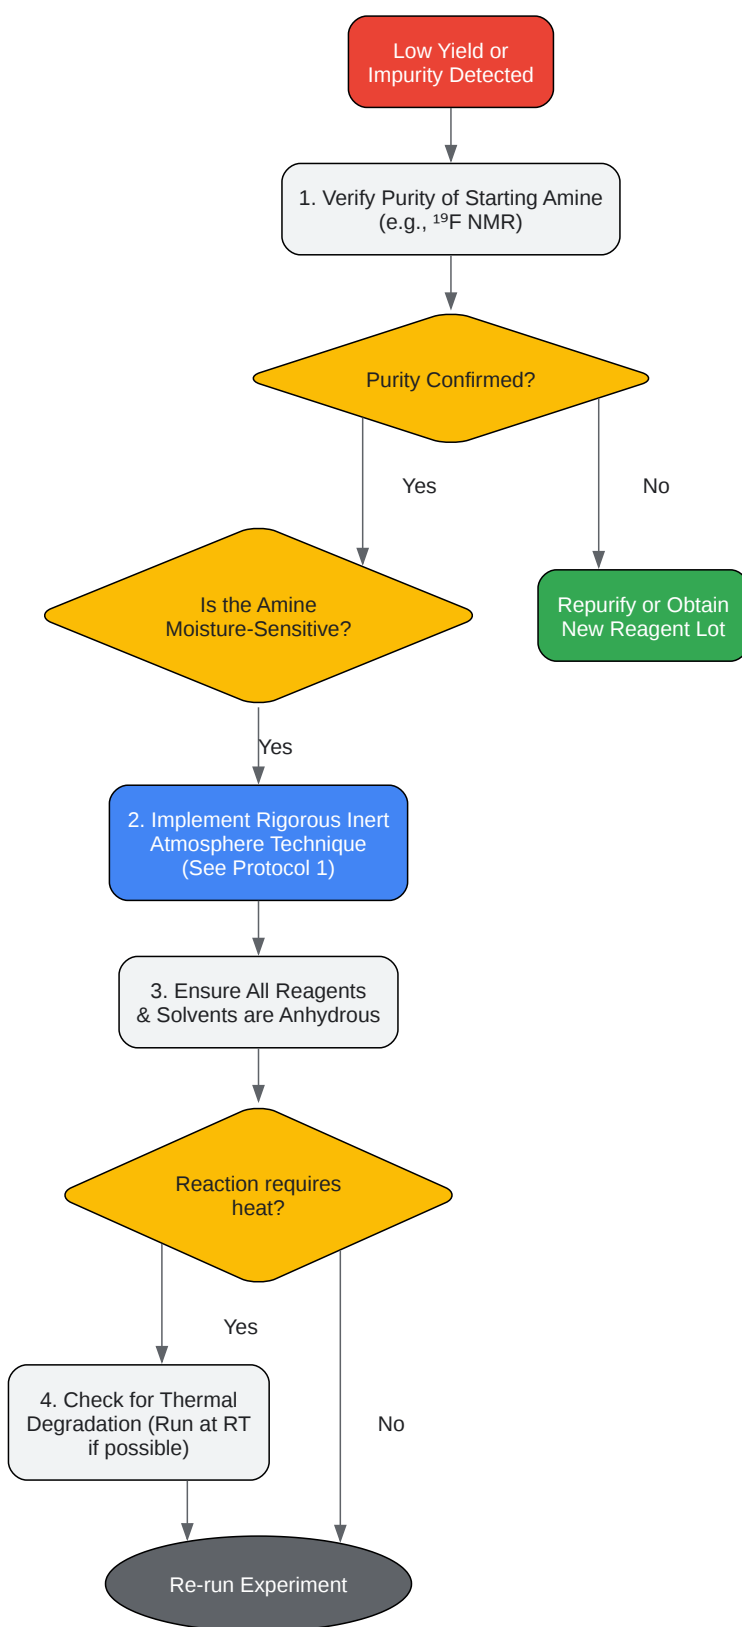 Low Yield or
Impurity Detected
1. Verify Purity of Starting Amine
(e.g., ¹⁹F NMR)
Purity Confirmed?
Yes
No
Is the Amine
Moisture-Sensitive?
Repurify or Obtain
New Reagent Lot
Yes
2. Implement Rigorous Inert
Atmosphere Technique
(See Protocol 1)
3. Ensure All Reagents
& Solvents are Anhydrous
Reaction requires
heat?
Yes
4. Check for Thermal
Degradation (Run at RT
if possible)
No
Re-run Experiment